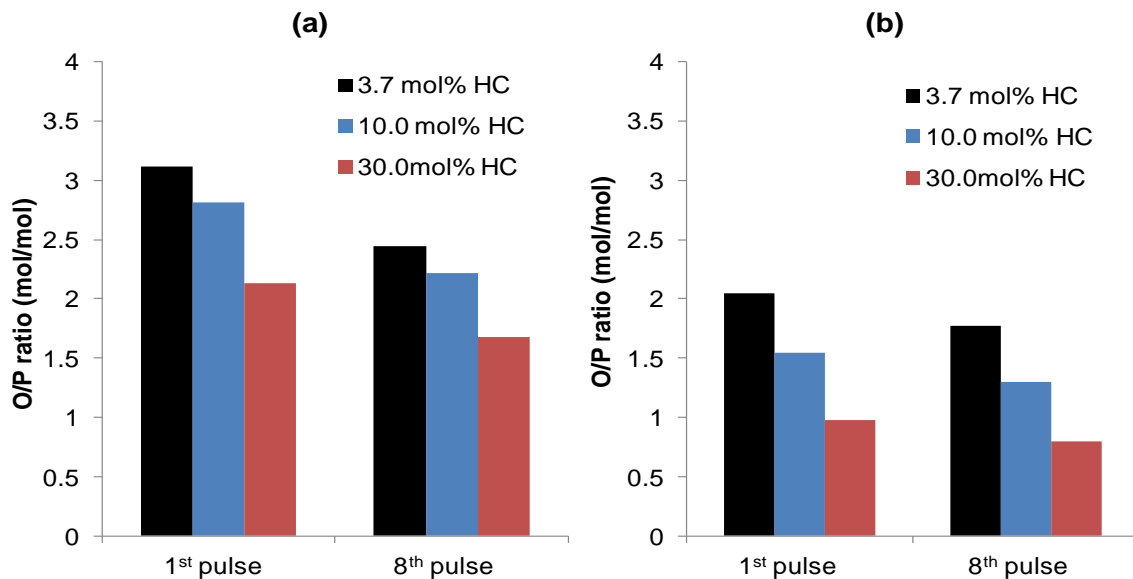 (a)
O/P ratio (mol/mol)
4
3.5
3
2.5
2
1.5
1
0.5
0
3.7 mol% HC
10.0 mol% HC
30.0mol% HC
1st pulse
8th pulse
(b)
O/P ratio (mol/mol)
4
3.5
3
2.5
2
1.5
1
0.5
0
3.7 mol% HC
10.0 mol% HC
30.0mol% HC
1st pulse
8th pulse